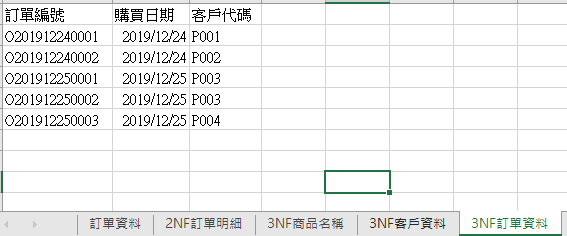 訂單編號 購買日期 客戶代碼
O201912240001 2019/12/24 P001
O201912240002 2019/12/24 P002
O201912250001 2019/12/25 P003
O201912250002 2019/12/25 P003
O201912250003 2019/12/25 P004
訂單資料 2NF訂單明細 3NF商品名稱 3NF客戶資料 3NF訂單資料